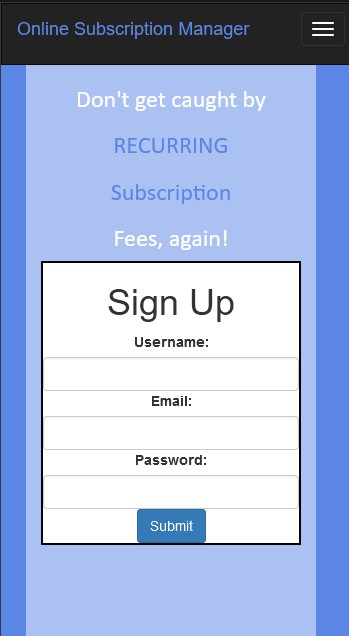 Online Subscription Manager
Don't get caught by
RECURRING
Subscription
Fees, again!
Sign Up
Username:
Email:
Password:
Submit